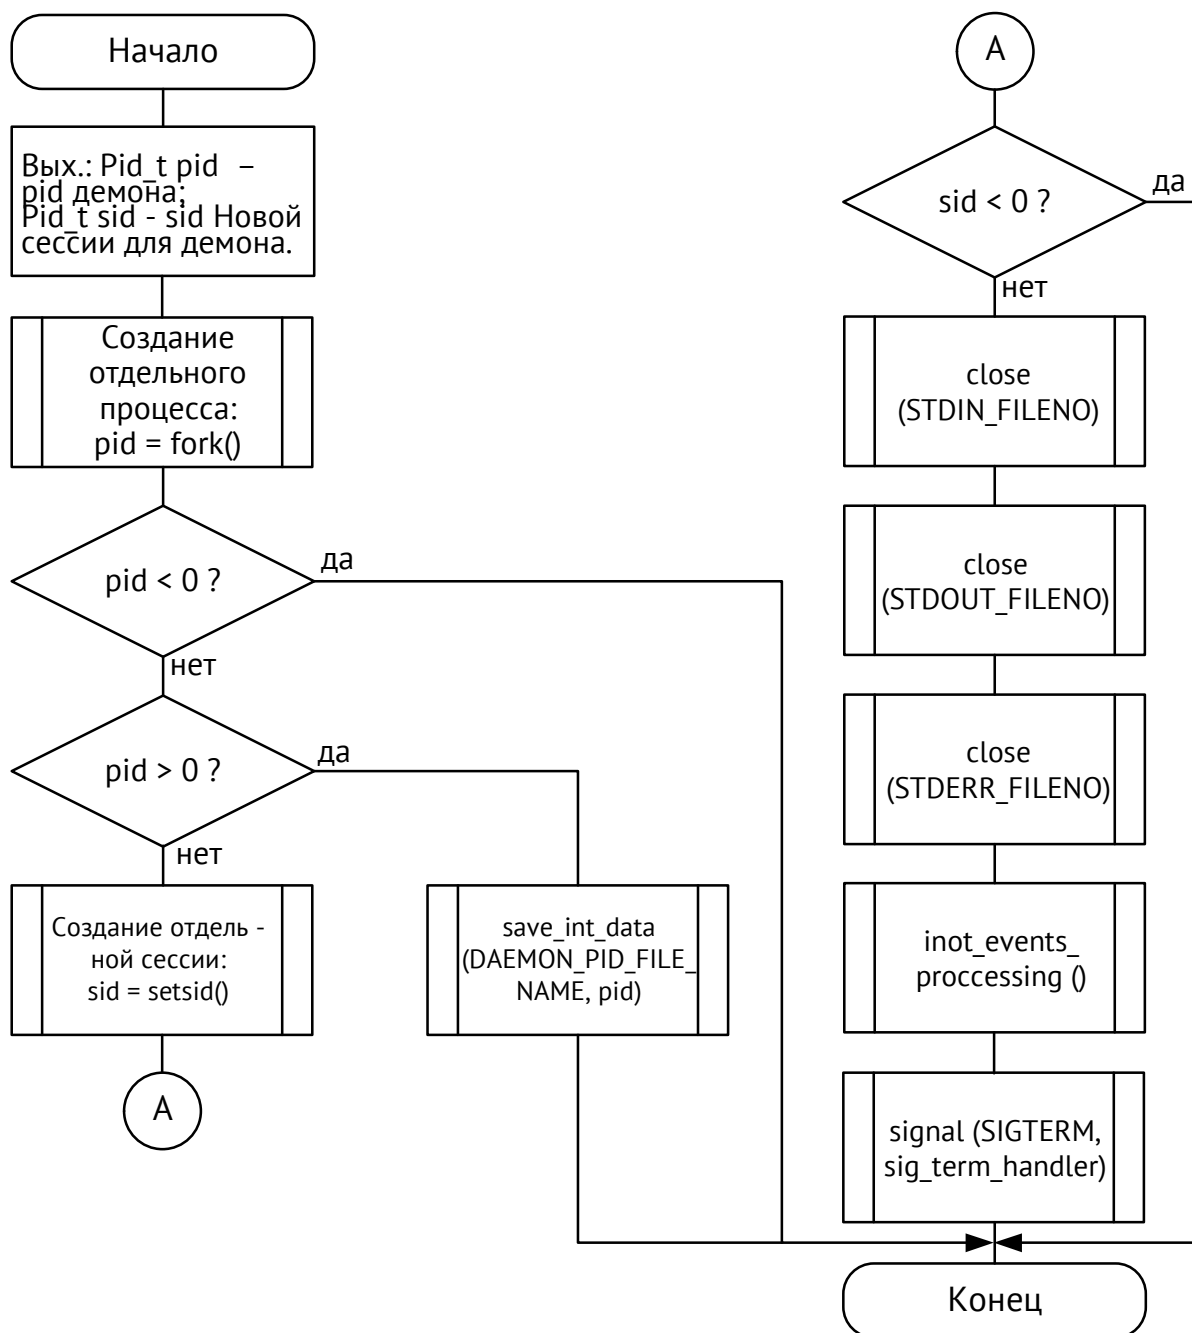 Начало
Вых.: Pid_t pid –
pid демона;
Pid_t sid - sid Новой
сессии для демона.
Создание
отдельного
процесса:
pid = fork()
pid < 0 ?
да
нет
pid > 0 ?
да
нет
Создание отдель -
ной сессии:
sid = setsid()
save_int_data
(DAEMON_PID_FILE_
NAME, pid)
A
A
sid < 0 ?
да
нет
close
(STDIN_FILENO)
close
(STDOUT_FILENO)
close
(STDERR_FILENO)
inot_events_
proccessing ()
signal (SIGTERM,
sig_term_handler)
Конец